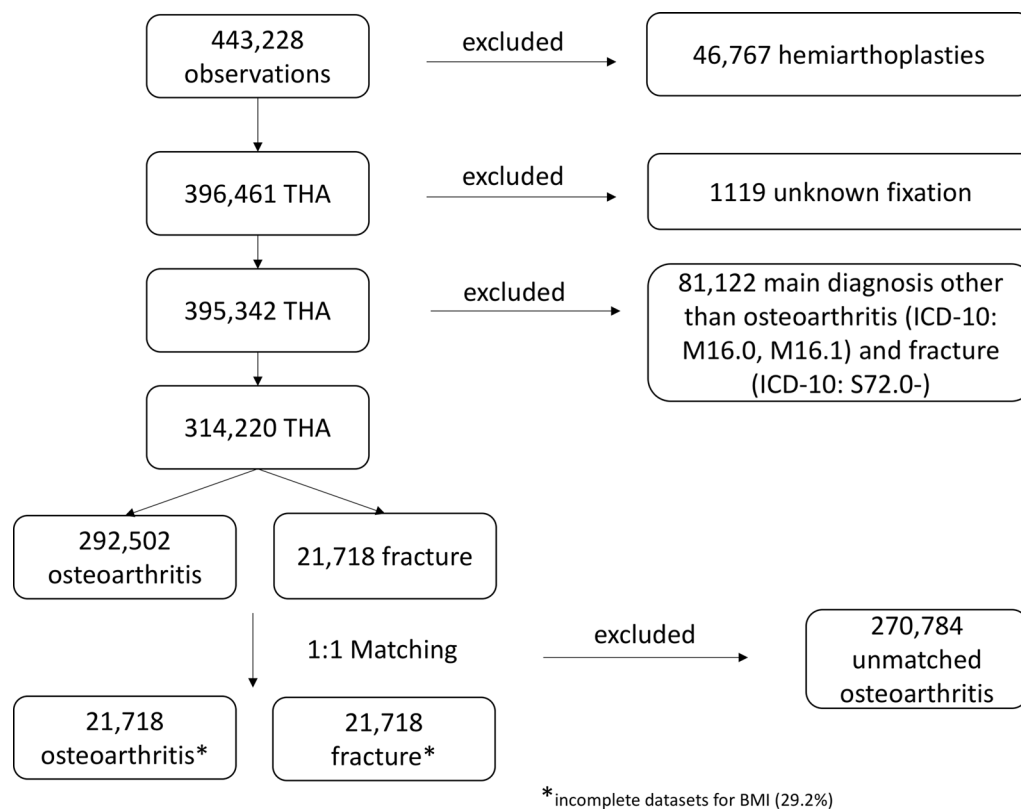 443,228
observations
excluded
46,767 hemiarthoplasties
396,461 THA
excluded
1119 unknown fixation
395,342 THA
excluded
81,122 main diagnosis other
than osteoarthritis (ICD-10:
M16.0, M16.1) and fracture
(ICD-10: S72.0-)
314,220 THA
292,502
osteoarthritis
21,718 fracture
1:1 Matching
excluded
270,784
unmatched
osteoarthritis
21,718
osteoarthritis*
21,718
fracture*
*incomplete datasets for BMI (29.2%)